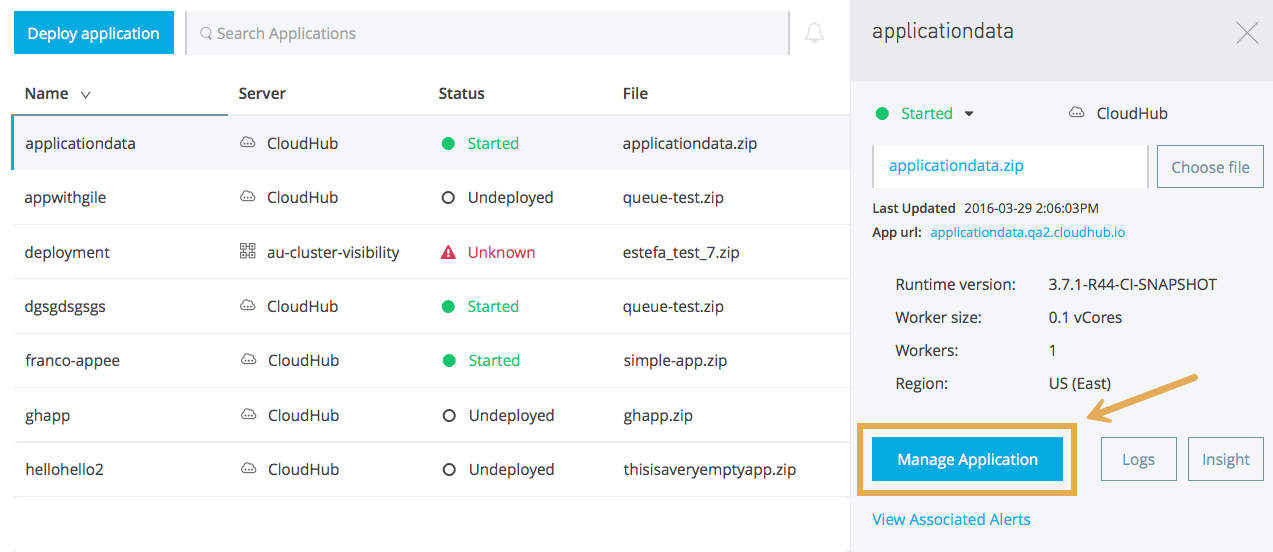 Deploy application
Search Applications
Name Server Status File
applicationdata CloudHub Started applicationdata.zip
appwithgile CloudHub Undeployed queue-test.zip
deployment au-cluster-visibility Unknown estefa_test_7.zip
dgsgdsgsgs CloudHub Started queue-test.zip
franco-appee CloudHub Started simple-app.zip
ghapp CloudHub Undeployed ghapp.zip
hellohello2 CloudHub Undeployed thisisaveryemptyapp.zip
applicationdata
Started CloudHub
applicationdata.zip Choose file
Last Updated 2016-03-29 2:06:03PM
App url: applicationdata.qa2.cloudhub.io
Runtime version: 3.7.1-R44-CI-SNAPSHOT
Worker size: 0.1 vCores
Workers: 1
Region: US (East)
Manage Application Logs Insight
View Associated Alerts